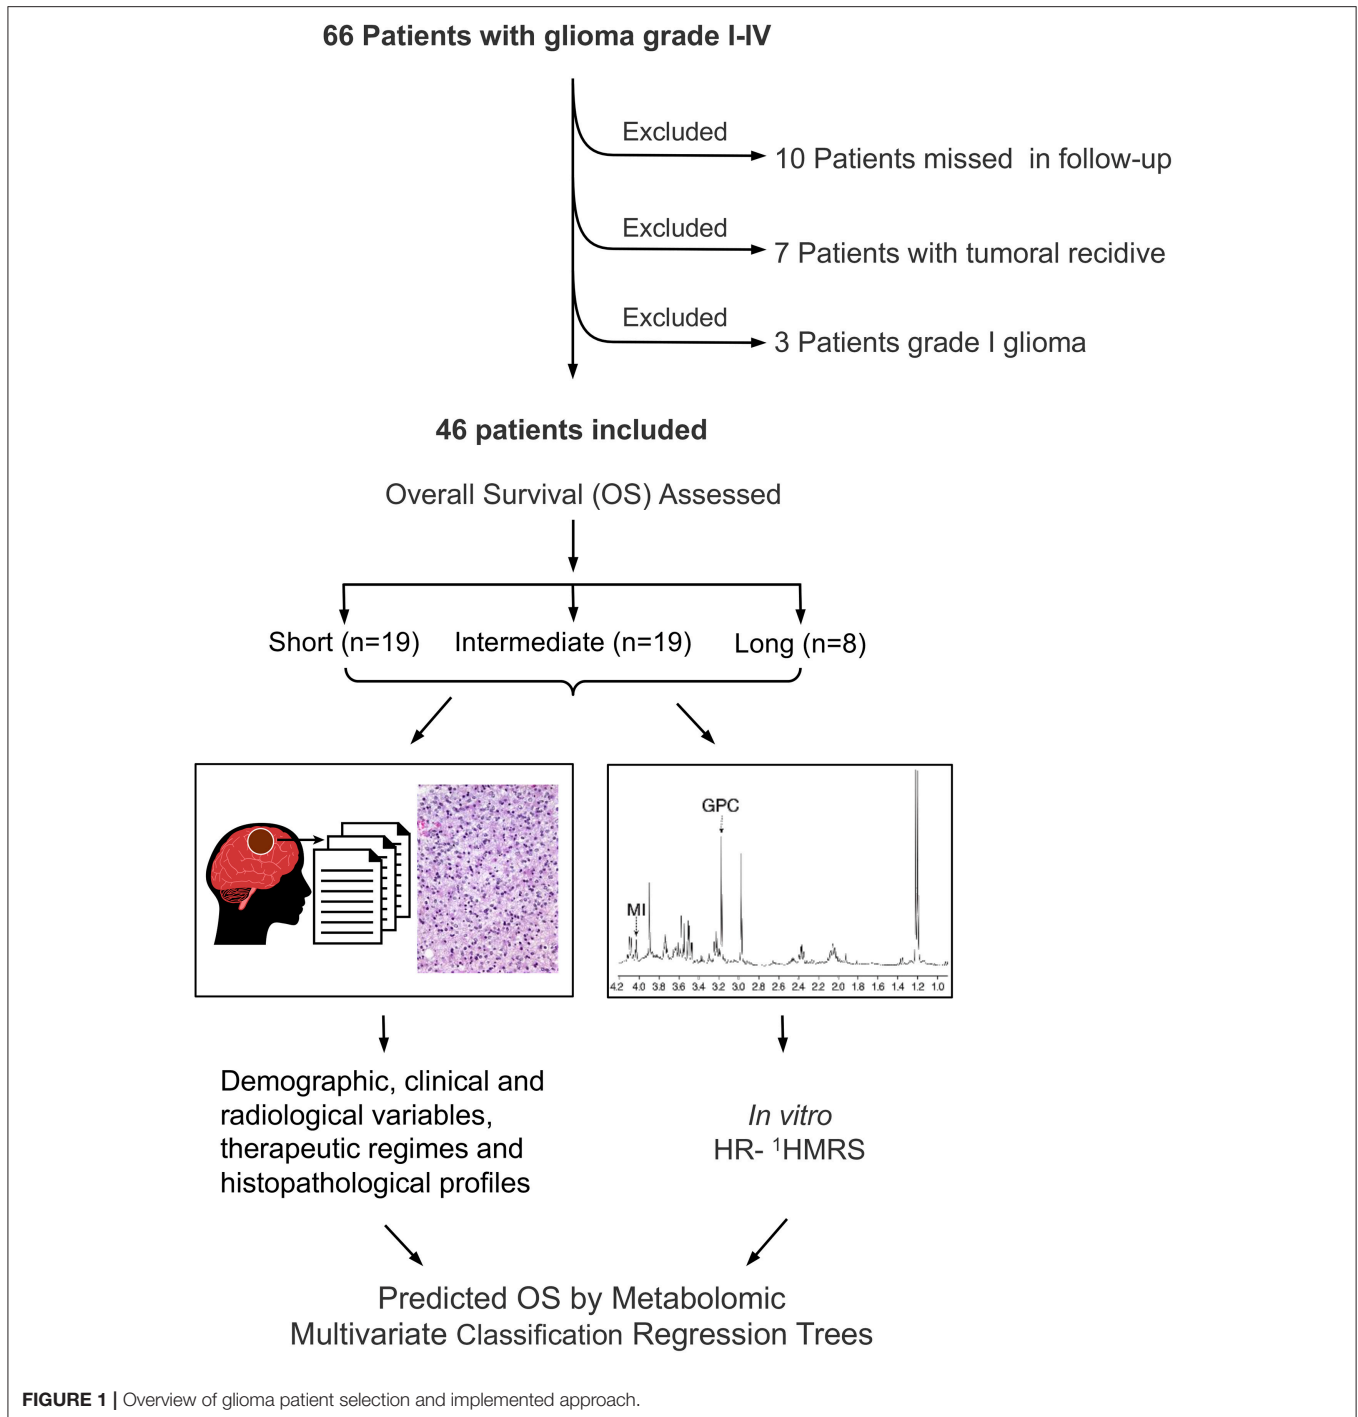 66 Patients with glioma grade I-IV
Excluded
10 Patients missed in follow-up
Excluded
7 Patients with tumoral recidive
Excluded
3 Patients grade I glioma
46 patients included
Overall Survival (OS) Assessed
Short (n=19) Intermediate (n=19) Long (n=8)
GPC
MI
4.2 4.0 3.8 3.6 3.4 3.2 3.0 2.8 2.6 2.4 2.2 2.0 1.8 1.6 1.4 1.2 1.0
Demographic, clinical and
radiological variables,
therapeutic regimes and
histopathological profiles
In vitro
HR- ¹HMRS
Predicted OS by Metabolomic
Multivariate Classification Regression Trees
FIGURE 1 | Overview of glioma patient selection and implemented approach.